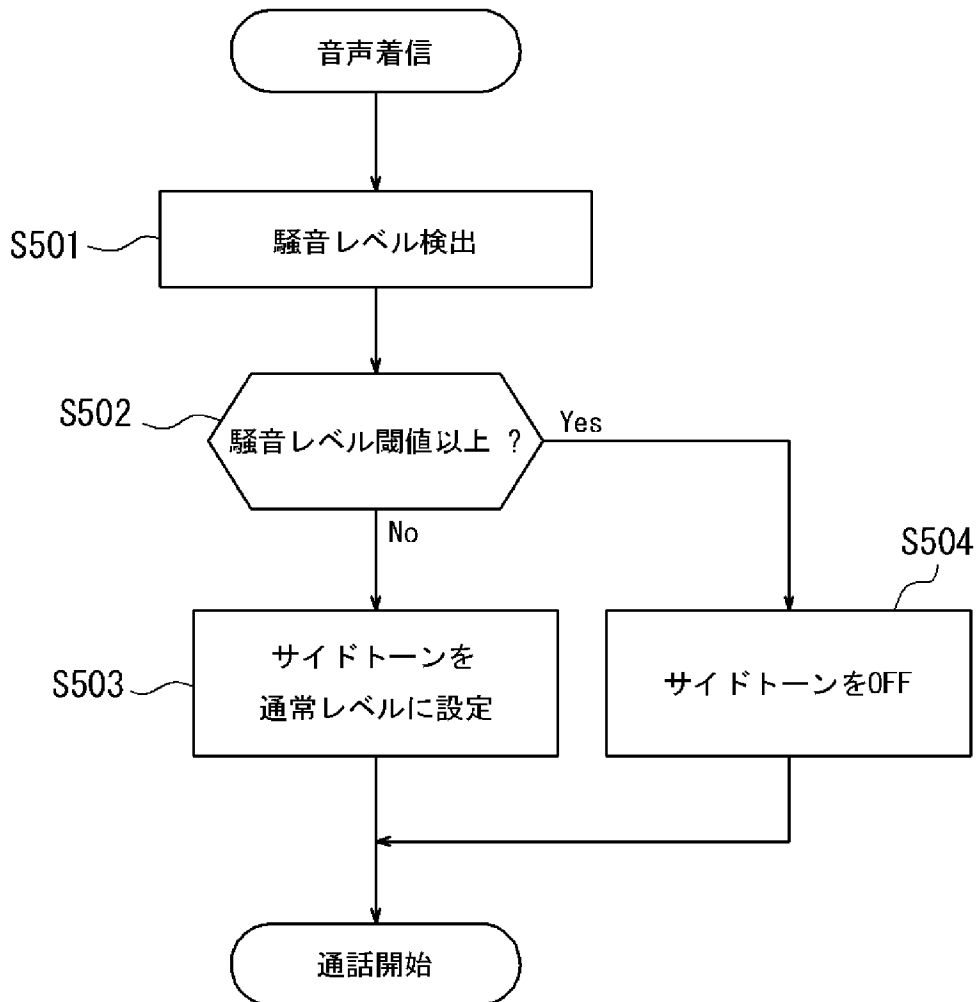 音声着信
S501
騒音レベル検出
S502
騒音レベル閾値以上 ?
Yes
No
S504
S503
サイドトーンを
通常レベルに設定
サイドトーンをOFF
通話開始